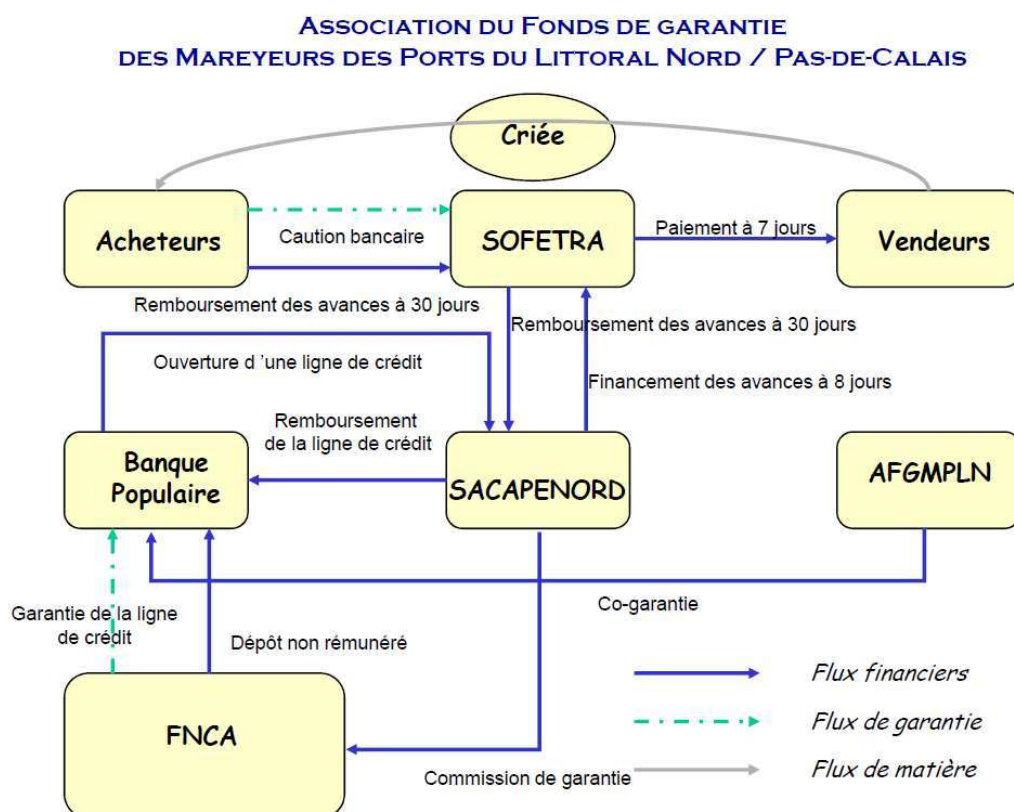 Association du Fonds de garantie
des Mareyeurs des Ports du Littoral Nord / Pas-de-Calais
Criée
Acheteurs
Caution bancaire
SOFETRA
Paiement à 7 jours
Vendeurs
Remboursement des avances à 30 jours
Remboursement des avances à 30 jours
Ouverture d ’une ligne de crédit
Financement des avances à 8 jours
Remboursement
de la ligne de crédit
Banque
Populaire
SACAPENORD
AFGMPLN
Co-garantie
Garantie de la ligne
de crédit
Dépôt non rémunéré
FNCA
Commission de garantie
Flux financiers
Flux de garantie
Flux de matière